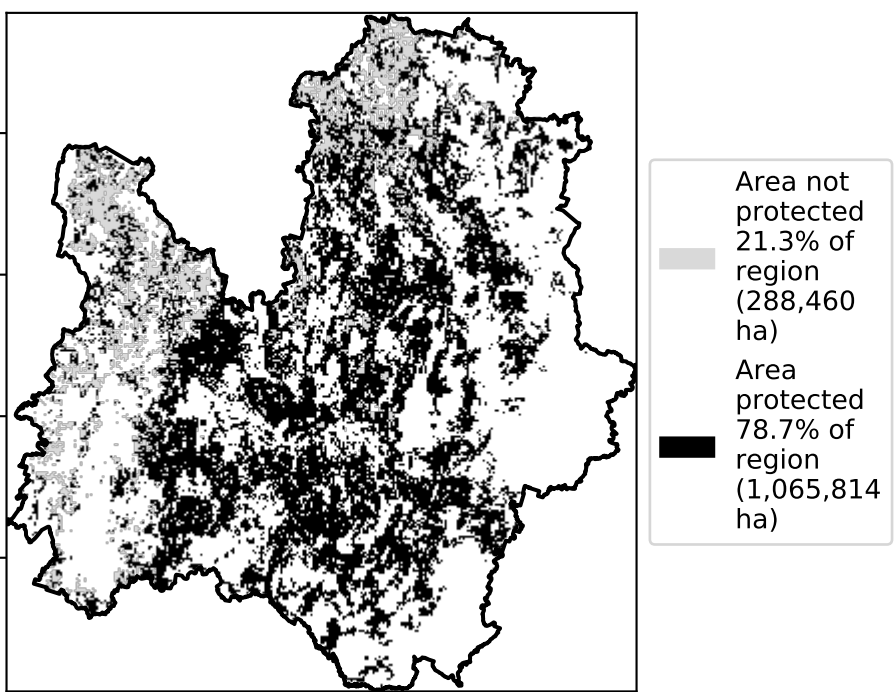 Area not
protected
21.3% of
region
(288,460
ha)
Area
protected
78.7% of
region
(1,065,814
ha)